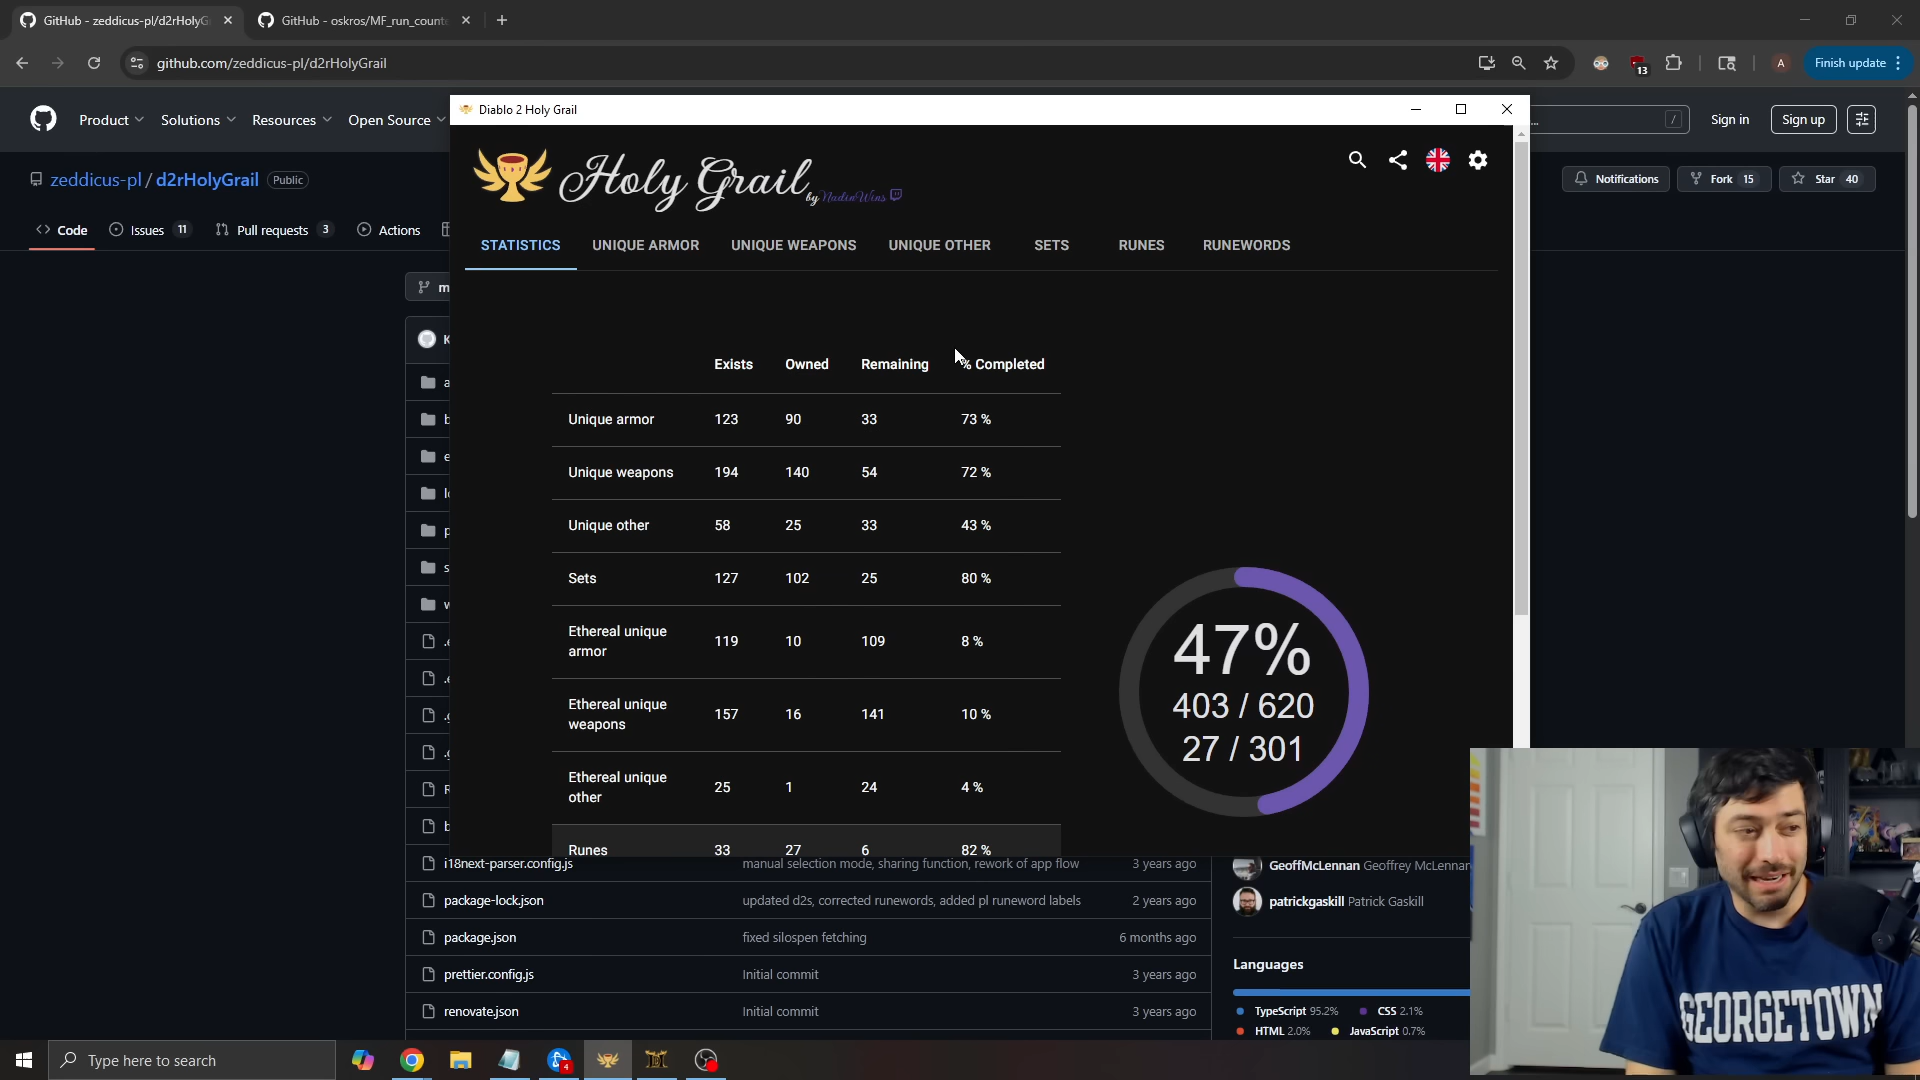 GitHub - zeddicus-pl/d2rHolyG
GitHub - oskros/MF_run_count
github.com/zeddicus-pl/d2rHolyGrail
13
A
Finish update
Product
Solutions
Resources
Open Source
/
Sign in
Sign up
Diablo 2 Holy Grail
zeddicus-pl / d2rHolyGrail
Public
Notifications
Fork 15
Star 40
Code
Issues 11
Pull requests 3
Actions
Holy Grail
by NadinWins
STATISTICS
UNIQUE ARMOR
UNIQUE WEAPONS
UNIQUE OTHER
SETS
RUNES
RUNEWORDS
Exists Owned Remaining % Completed
Unique armor 123 90 33 73 %
Unique weapons 194 140 54 72 %
Unique other 58 25 33 43 %
Sets 127 102 25 80 %
Ethereal unique
armor 119 10 109 8 %
Ethereal unique
weapons 157 16 141 10 %
Ethereal unique
other 25 1 24 4 %
Runes 33 27 6 82 %
47%
403 / 620
27 / 301
i18next-parser.config.js manual selection mode, sharing function, rework of app flow 3 years ago
package-lock.json updated d2s, corrected runewords, added pl runeword labels 2 years ago
package.json fixed silospen fetching 6 months ago
prettier.config.js Initial commit 3 years ago
renovate.json Initial commit 3 years ago
GeoffMcLennan Geoffrey McLennan
patrickgaskill Patrick Gaskill
Languages
TypeScript 95.2%
CSS 2.1%
HTML 2.0%
JavaScript 0.7%
GEORGETOWN
Type here to search
4